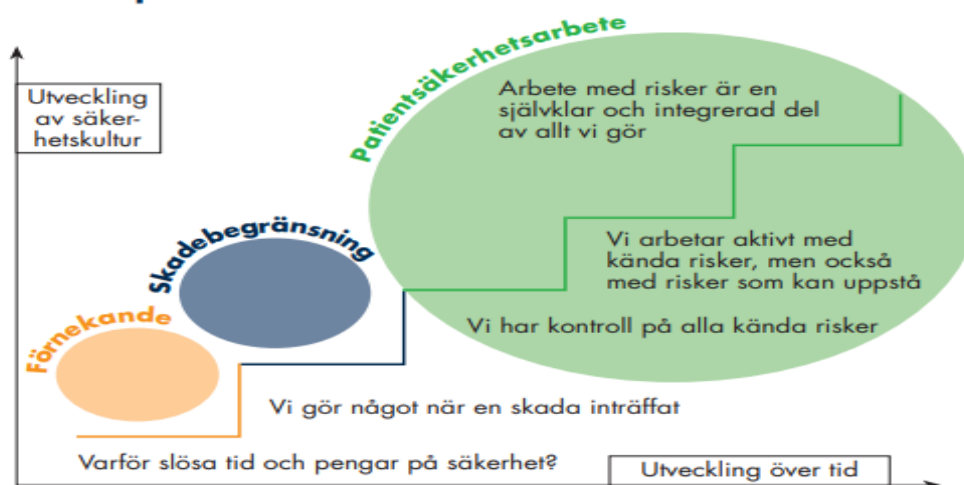 Utveckling
av säker-
hetskultur
Patientsäkerhetsarbete
Arbete med risker är en
självklar och integrerad del
av allt vi gör
Skadebegränsning
Vi arbetar aktivt med
kända risker, men också
med risker som kan uppstå
Förnekande
Vi har kontroll på alla kända risker
Vi gör något när en skada inträffat
Varför slösa tid och pengar på säkerhet?
Utveckling över tid